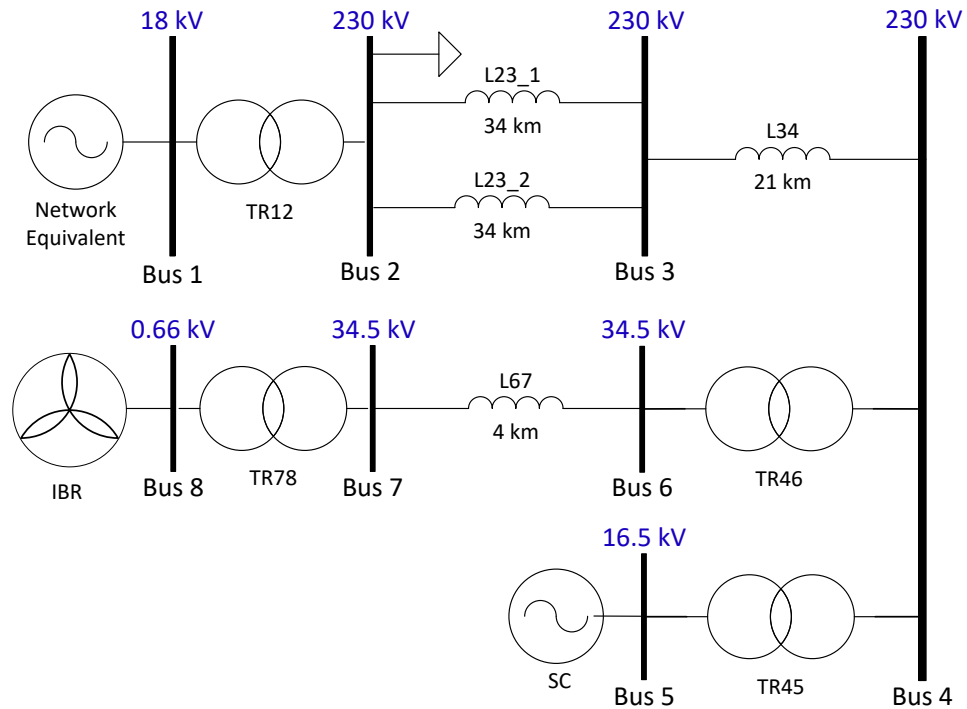 18 kV
230 kV
230 kV
230 kV
L23_1
34 km
L34
21 km
L23_2
34 km
Network
Equivalent
TR12
Bus 1
Bus 2
Bus 3
0.66 kV
34.5 kV
34.5 kV
L67
4 km
IBR
TR78
TR46
Bus 8
Bus 7
Bus 6
16.5 kV
SC
TR45
Bus 5
Bus 4